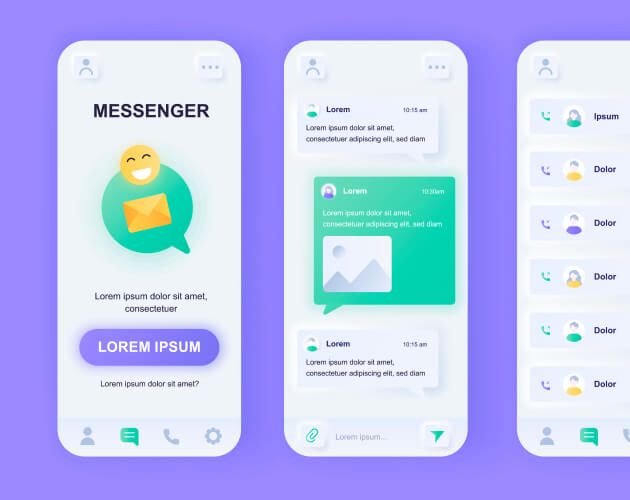 MESSENGER
Lorem ipsum dolor sit amet,
consectetuer
LOREM IPSUM
Lorem ipsum dolor sit amet?
Lorem
10:15 am
Lorem ipsum dolor sit amet,
consectetuer adipiscing elit, sed diam
Lorem
10:30am
Lorem ipsum dolor sit amet,
consectetuer adipiscing elit, sed diam
Lorem
10:15 am
Lorem ipsum dolor sit amet,
consectetuer adipiscing elit, sed diam
Lorem ipsum...
Ipsum
Dolor
Dolor
Dolor
Dolor
Dolor